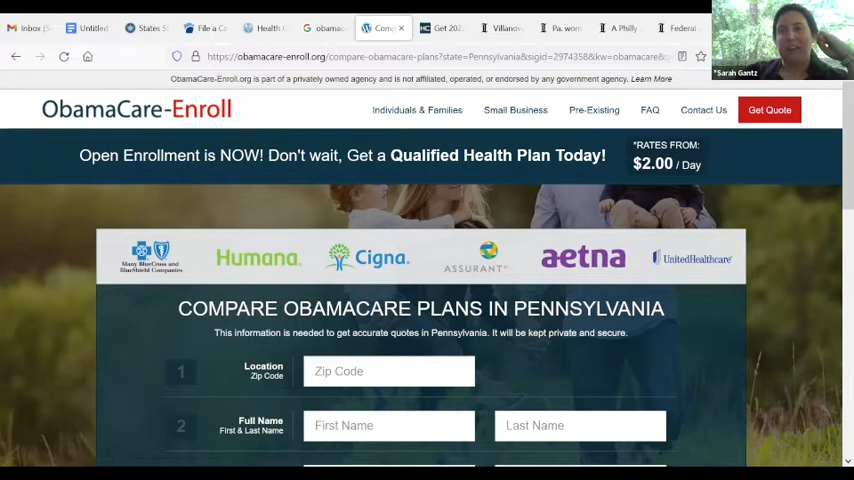 Inbox (
Untitled
States S
File a Co
Health C
obamac
Comp
Get 202
Villanov
Pa. wom
A Philly
Federal
https://obamacare-enroll.org/compare-obamacare-plans?state=Pennsylvania&sigid=2974358&kw=obamacare&g
*Sarah Gantz
ObamaCare-Enroll.org is part of a privately owned agency and is not affiliated, operated, or endorsed by any government agency. Learn More
ObamaCare-Enroll
Individuals & Families
Small Business
Pre-Existing
FAQ
Contact Us
Get Quote
Open Enrollment is NOW! Don't wait, Get a Qualified Health Plan Today!
*RATES FROM:
$2.00 / Day
Many BlueCross and
BlueShield Companies
Humana.
Cigna.
ASSURANT®
aetna
UnitedHealthcare®
COMPARE OBAMACARE PLANS IN PENNSYLVANIA
This information is needed to get accurate quotes in Pennsylvania. It will be kept private and secure.
1
Location
Zip Code
Zip Code
2
Full Name
First & Last Name
First Name
Last Name